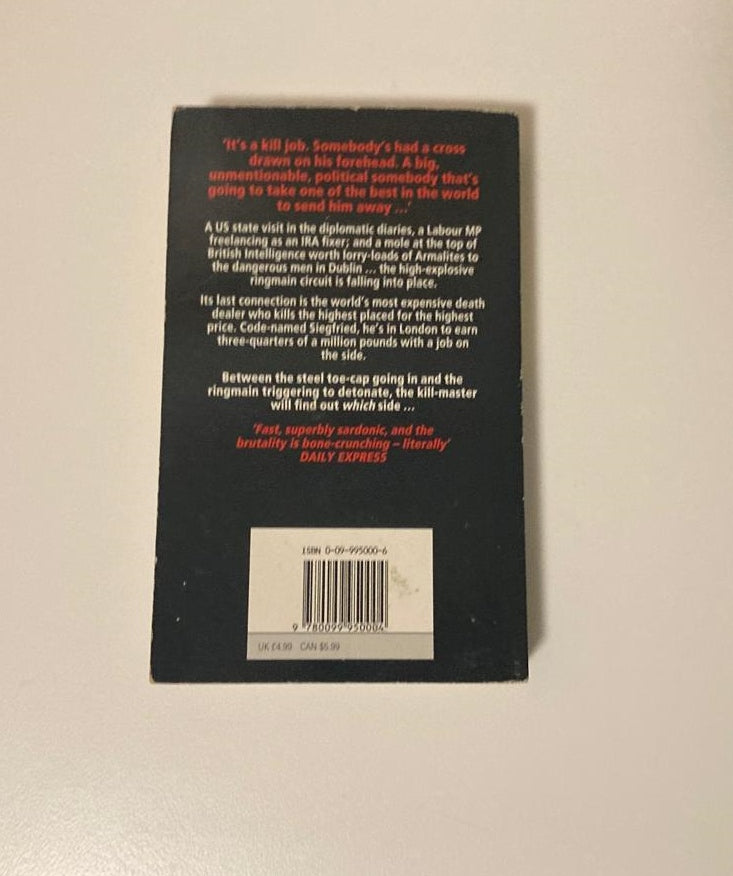 'It's a kill job. Somebody's had a cross
drawn on his forehead. A big,
unmentionable, political somebody that's
going to take one of the best in the world
to send him away ...'
A US state visit in the diplomatic diaries, a Labour MP
freelancing as an IRA fixer; and a mole at the top of
British Intelligence worth lorry-loads of Armalites to
the dangerous men in Dublin ... the high-explosive
ringmain circuit is falling into place.
Its last connection is the world's most expensive death
dealer who kills the highest placed for the highest
price. Code-named Siegfried, he's in London to earn
three-quarters of a million pounds with a job on
the side.
Between the steel toe-cap going in and the
ringmain triggering to detonate, the kill-master
will find out which side ...
'Fast, superbly sardonic, and the
brutality is bone-crunching – literally'
DAILY EXPRESS
ISBN 0-09-995000-6
9 780099 950004
UK £4.99 CAN $5.99